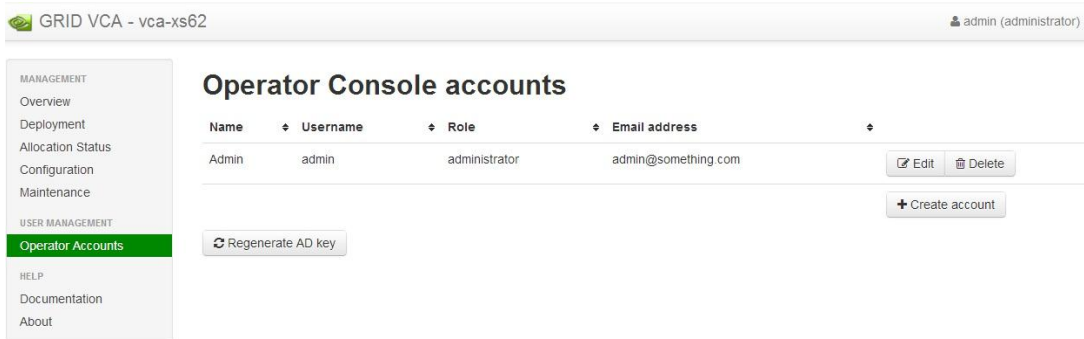 GRID VCA - vca-xs62
admin (administrator)
MANAGEMENT
Overview
Deployment
Allocation Status
Configuration
Maintenance
USER MANAGEMENT
Operator Accounts
HELP
Documentation
About
Operator Console accounts
Name Username Role Email address
Admin admin administrator admin@something.com Edit Delete
Create account
Regenerate AD key